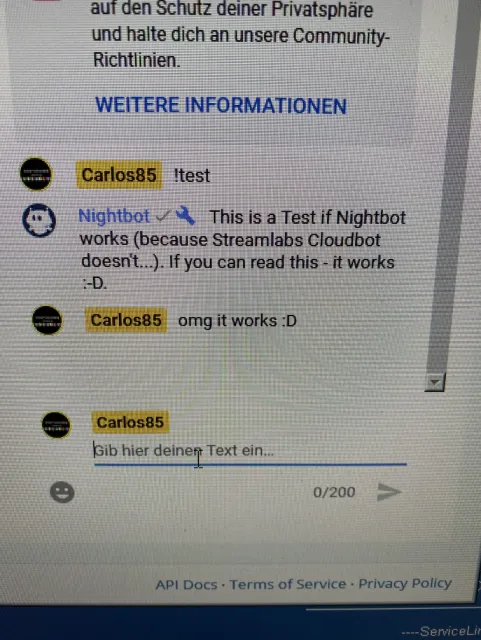 auf den Schutz deiner Privatsphäre
und halte dich an unsere Community-
Richtlinien.
WEITERE INFORMATIONEN
Carlos85 !test
Nightbot This is a Test if Nightbot
works (because Streamlabs Cloudbot
doesn't...). If you can read this - it works
:-D.
Carlos85 omg it works :D
Carlos85
Gib hier deinen Text ein...
0/200
API Docs · Terms of Service · Privacy Policy